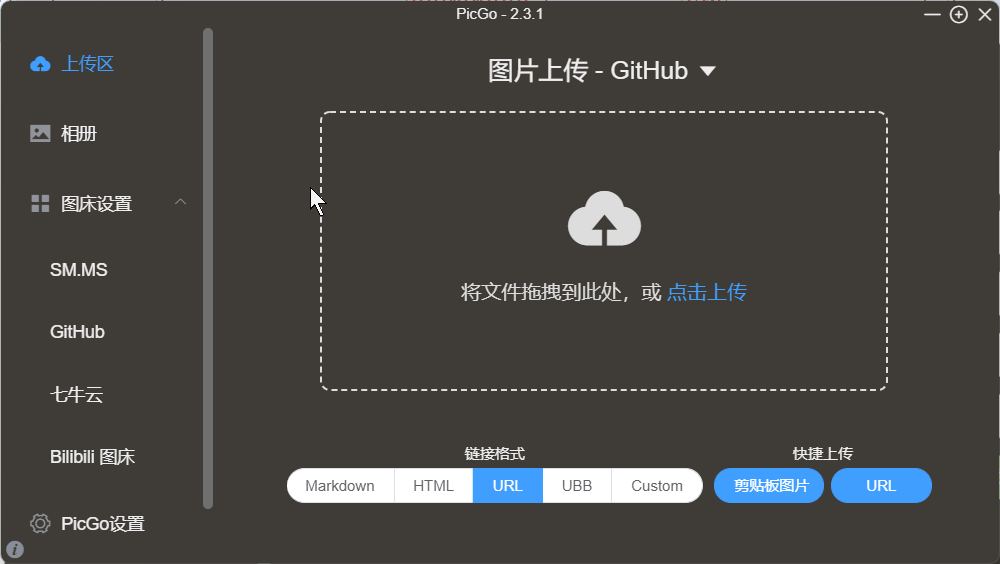 PicGo - 2.3.1
上传区
相册
图床设置
SM.MS
GitHub
七牛云
Bilibili 图床
PicGo设置
图片上传 - GitHub
将文件拖拽到此处，或 点击上传
链接格式
Markdown HTML URL UBB Custom
快捷上传
剪贴板图片 URL